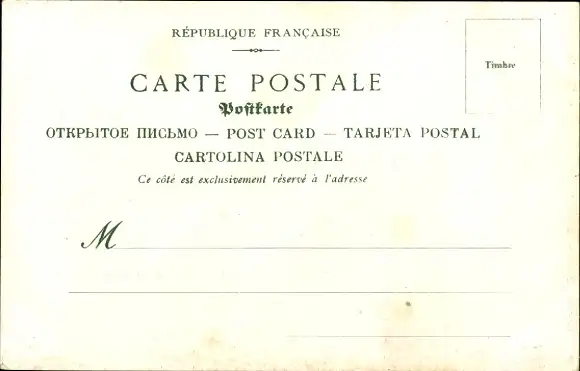 RÉPUBLIQUE FRANÇAISE
Timbre
CARTE POSTALE
Postkarte
ОТКРЫТОЕ ПИСЬМО — POST CARD — TARJETA POSTAL
CARTOLINA POSTALE
Ce côté est exclusivement réservé à l'adresse
M